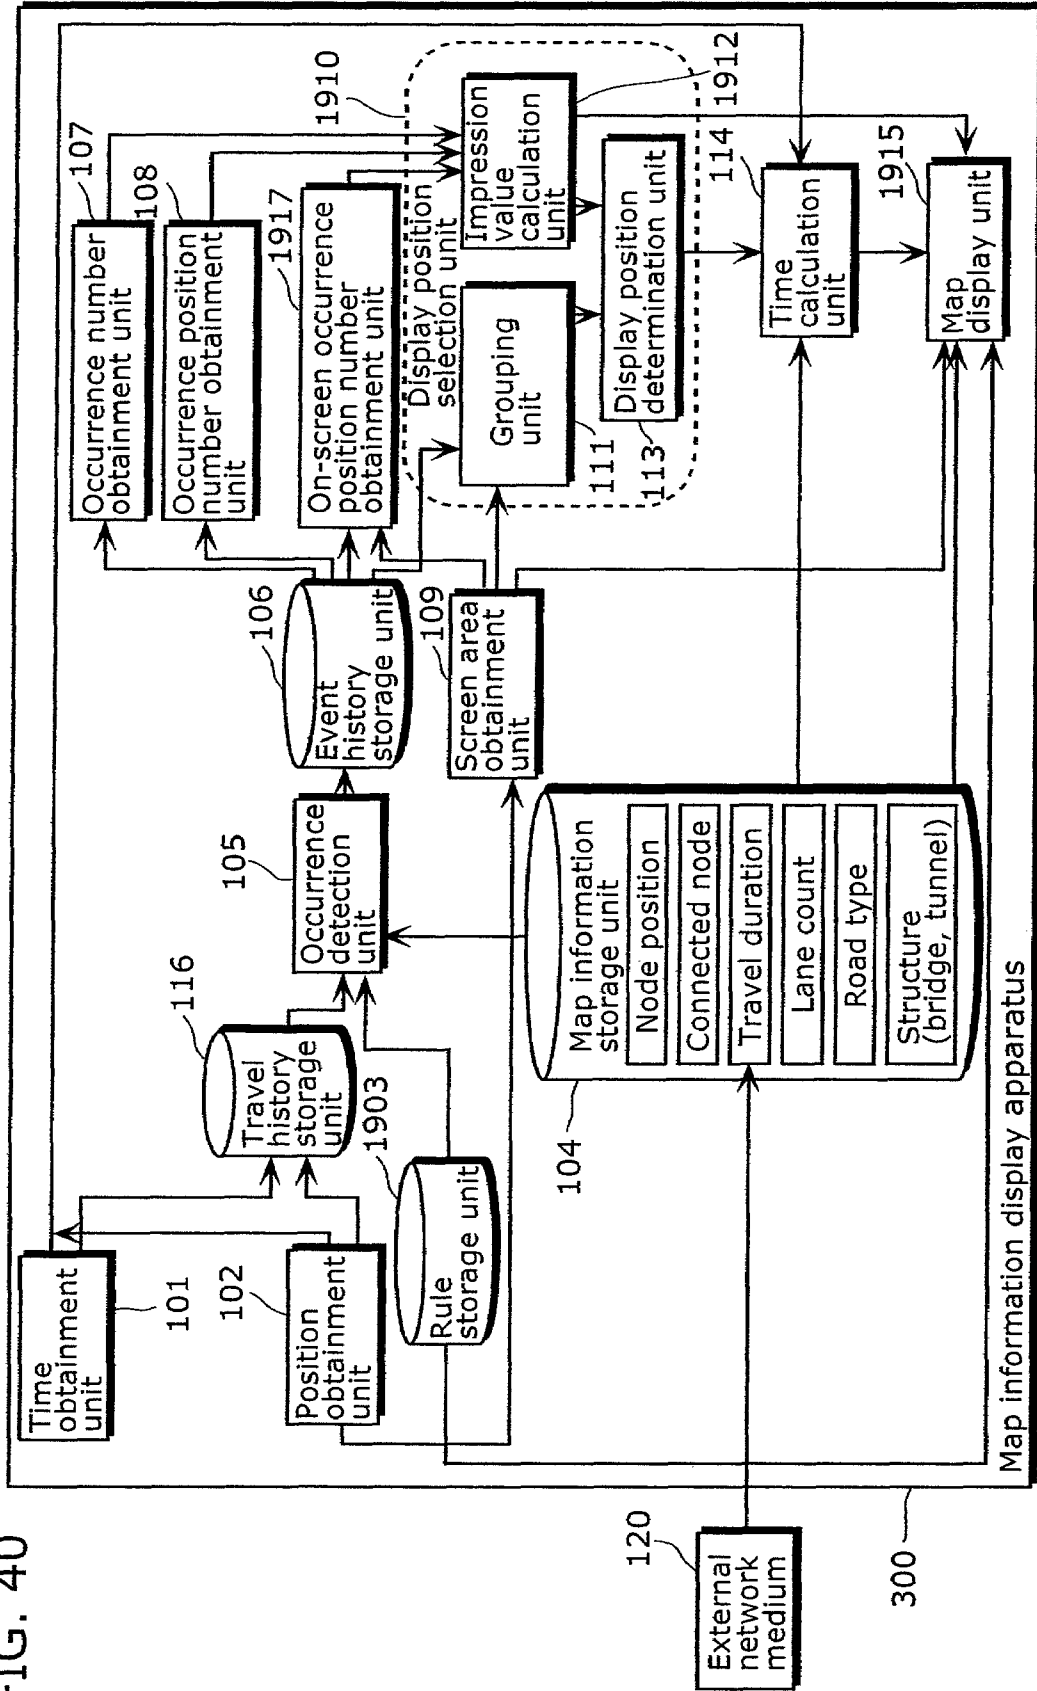 FIG. 40
Time
obtainment
unit
101
Position
obtainment
unit
102
Travel
history
storage
unit
116
Rule
storage unit
1903
Occurrence
detection
unit
105
Event
history
storage unit
106
Screen area
obtainment
unit
109
Occurrence number
obtainment unit
107
Occurrence position
number obtainment
unit
108
On-screen occurrence
position number
obtainment unit
1917
Display position
selection unit
1910
Grouping
unit
111
Impression
value
calculation
unit
1912
Display position
determination unit
113
Time
calculation
unit
114
Map
display unit
1915
Map information
storage unit
Node position
Connected node
Travel duration
Lane count
Road type
Structure
(bridge, tunnel)
104
External
network
medium
120
300
Map information display apparatus